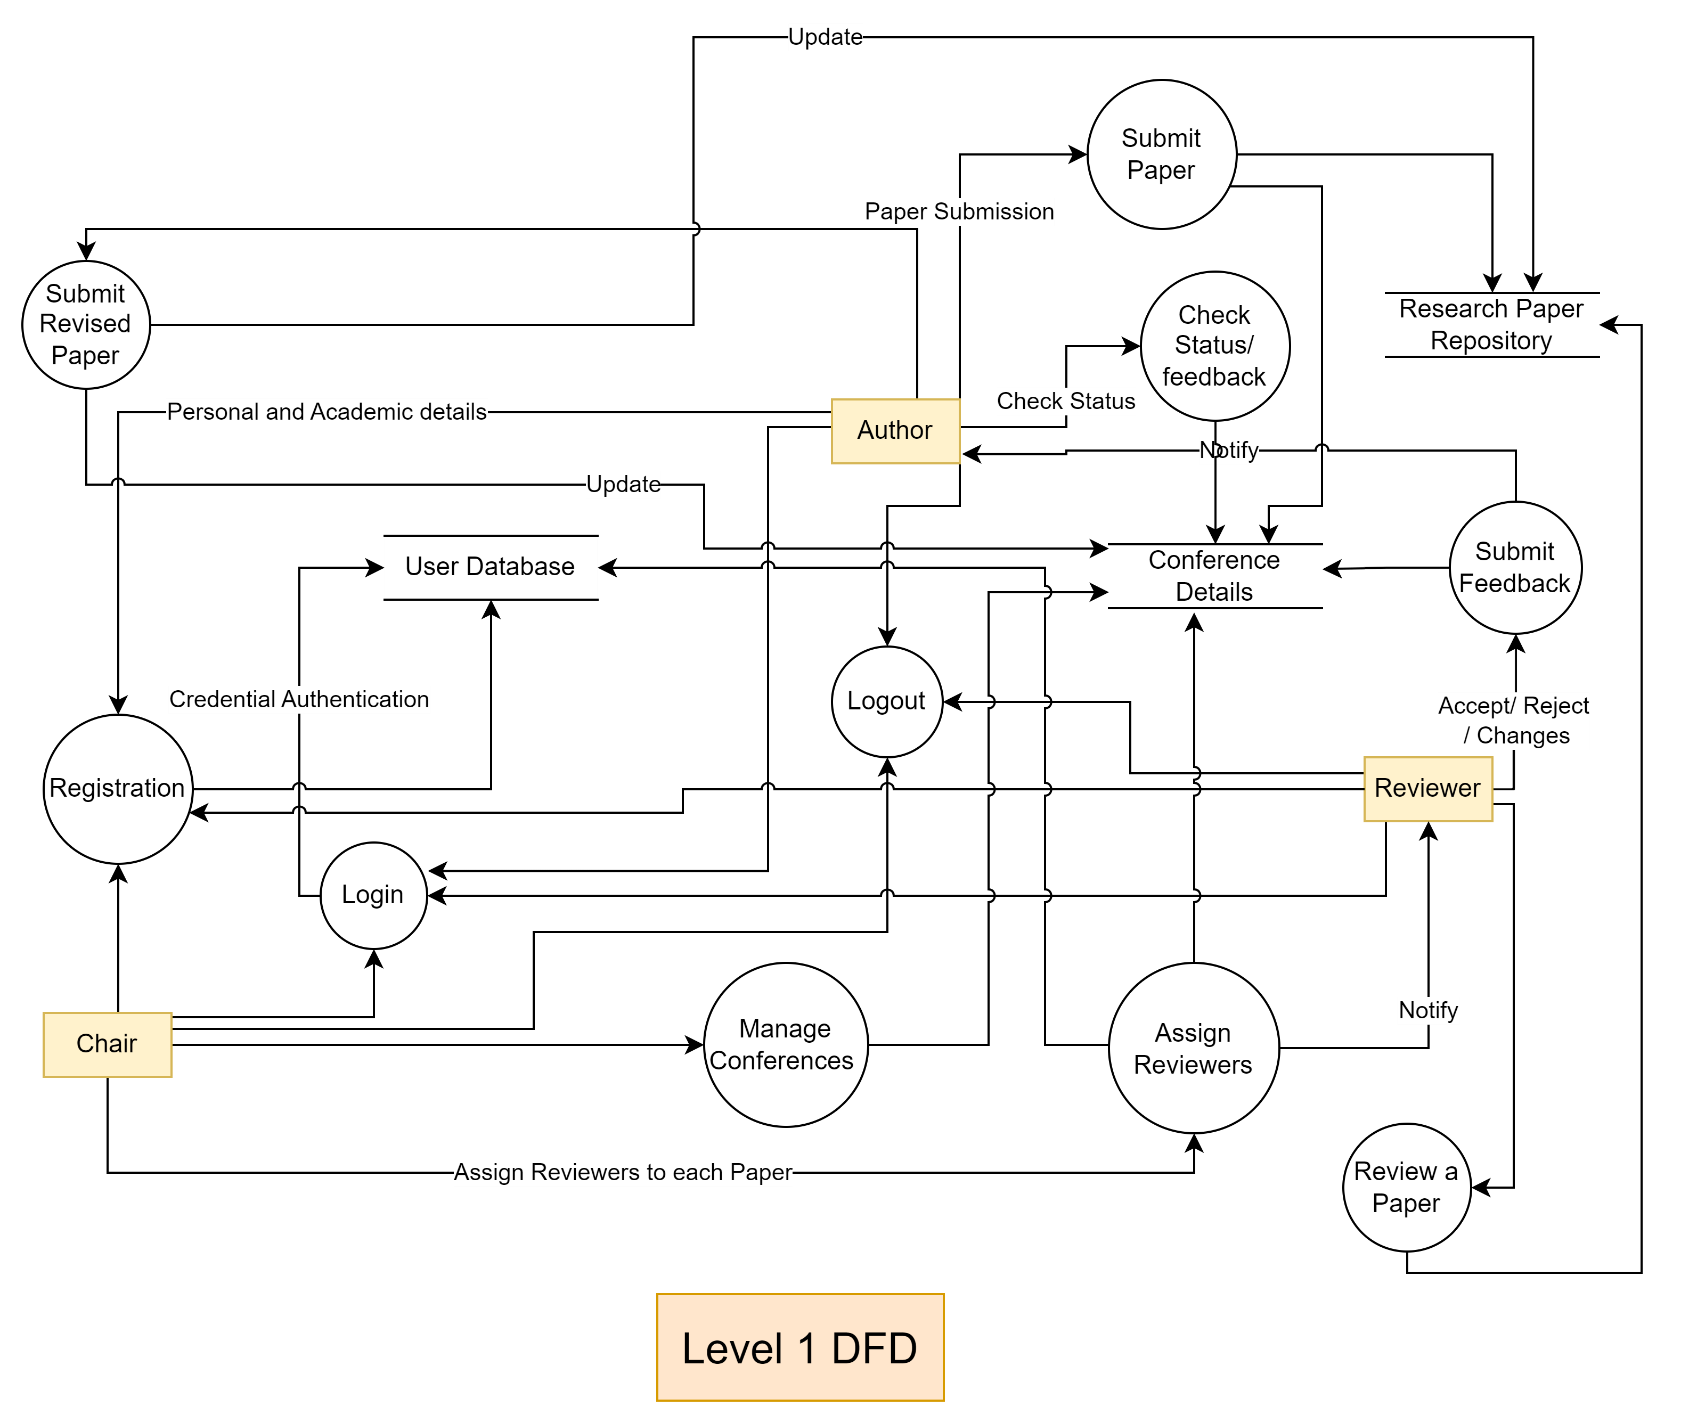 Update
Submit
Paper
Paper Submission
Submit
Revised
Paper
Check
Status/
feedback
Research Paper
Repository
Check Status
Personal and Academic details
Author
Notify
Update
User Database
Conference
Details
Submit
Feedback
Credential Authentication
Logout
Accept/ Reject
/ Changes
Registration
Reviewer
Login
Notify
Chair
Manage
Conferences
Assign
Reviewers
Assign Reviewers to each Paper
Review a
Paper
Level 1 DFD